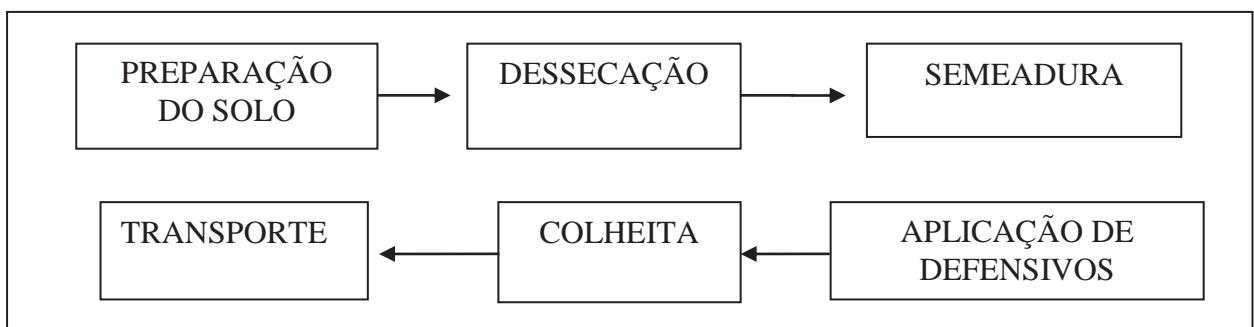 PREPARAÇÃO
DO SOLO
DESSECAÇÃO
SEMEADURA
TRANSPORTE
COLHEITA
APLICAÇÃO DE
DEFENSIVOS